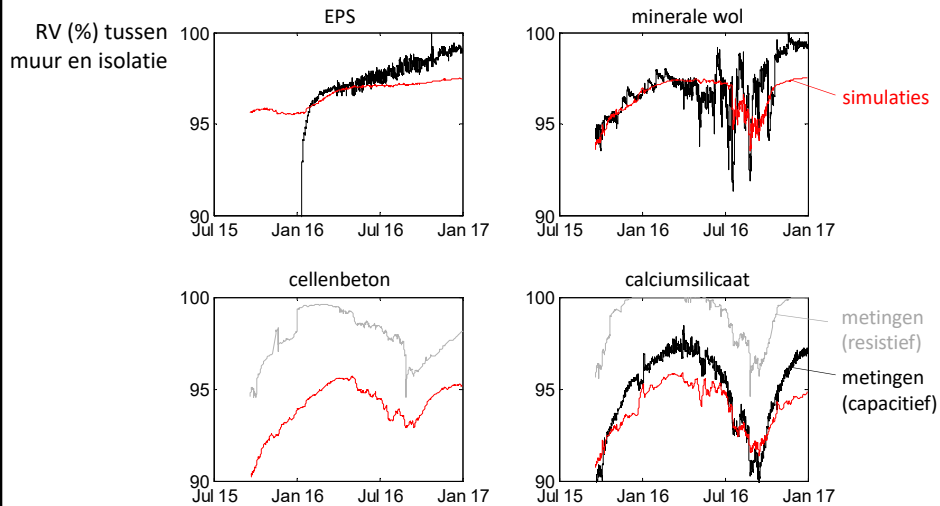 RV (%) tussen
muur en isolatie
EPS
100
95
90
Jul 15
Jan 16
Jul 16
Jan 17
minerale wol
100
95
90
Jul 15
Jan 16
Jul 16
Jan 17
simulaties
cellenbeton
100
95
90
Jul 15
Jan 16
Jul 16
Jan 17
calciumsilicaat
100
95
90
Jul 15
Jan 16
Jul 16
Jan 17
metingen
(resistief)
metingen
(capacitief)